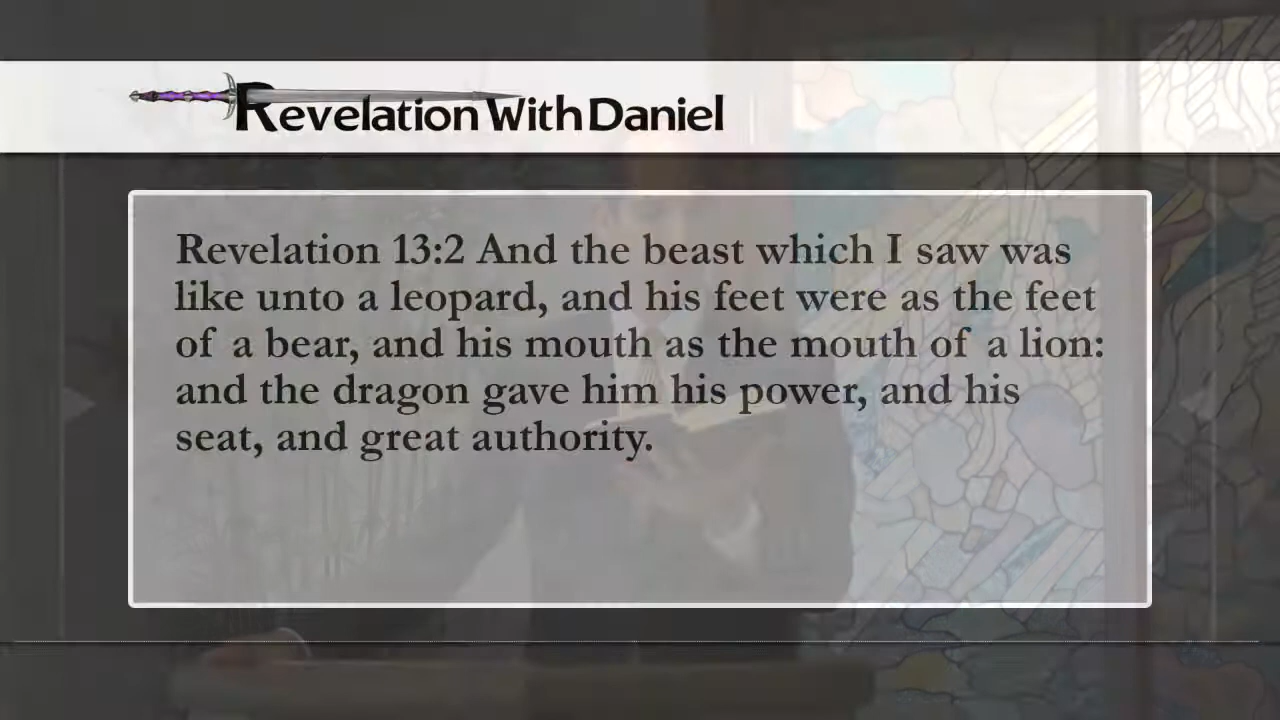 Revelation With Daniel
Revelation 13:2 And the beast which I saw was
like unto a leopard, and his feet were as the feet
of a bear, and his mouth as the mouth of a lion:
and the dragon gave him his power, and his
seat, and great authority.